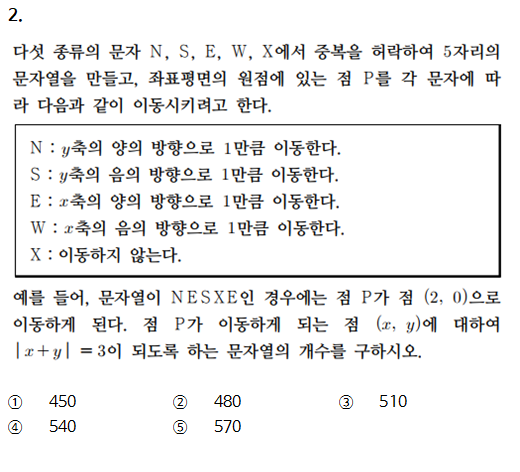 2.
다섯 종류의 문자 N, S, E, W, X에서 중복을 허락하여 5자리의
문자열을 만들고, 좌표평면의 원점에 있는 점 P를 각 문자에 따
라 다음과 같이 이동시키려고 한다.
N : y축의 양의 방향으로 1만큼 이동한다.
S : y축의 음의 방향으로 1만큼 이동한다.
E : x축의 양의 방향으로 1만큼 이동한다.
W : x축의 음의 방향으로 1만큼 이동한다.
X : 이동하지 않는다.
예를 들어, 문자열이 NESXE인 경우에는 점 P가 점 (2, 0)으로
이동하게 된다. 점 P가 이동하게 되는 점 (x, y)에 대하여
|x+y| = 3이 되도록 하는 문자열의 개수를 구하시오.
① 450 ② 480 ③ 510
④ 540 ⑤ 570